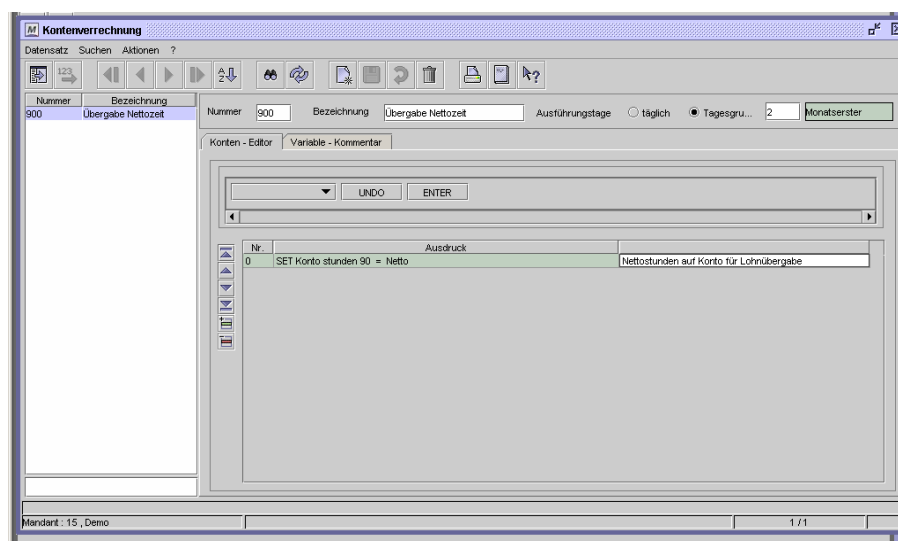 Kontenverrechnung
Datensatz Suchen Aktionen ?
Nummer Bezeichnung
900 Übergabe Nettozeit
Nummer 900 Bezeichnung Übergabe Nettozeit Ausführungstage täglich Tagesgru... 2 Monatserster
Konten - Editor Variable - Kommentar
UNDO ENTER
Nr. Ausdruck
0 SET Konto stunden 90 = Netto Nettostunden auf Konto für Lohnübergabe
Mandant : 15 , Demo 1 / 1